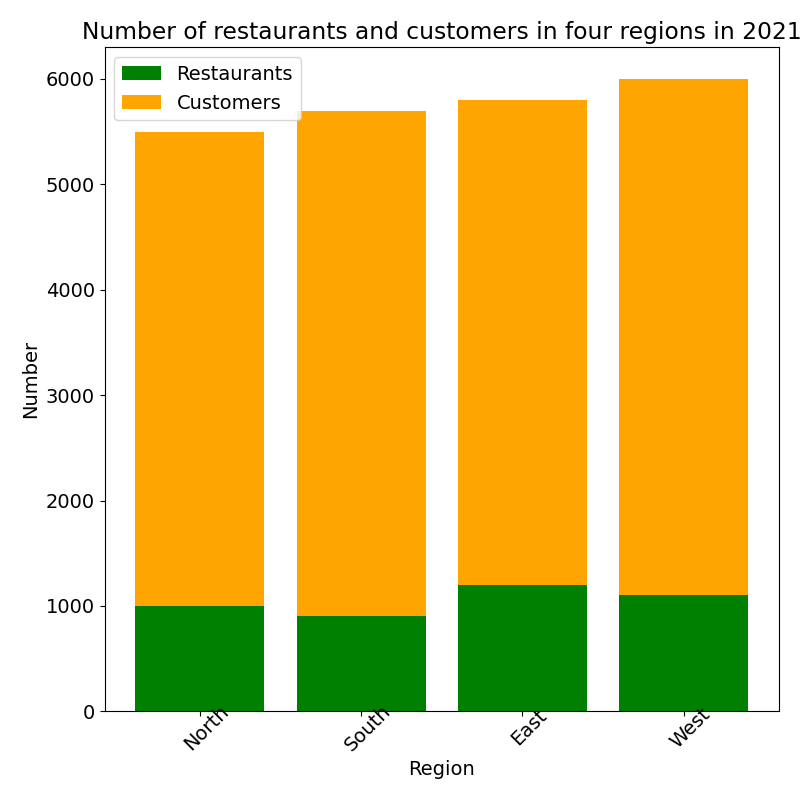 Number of restaurants and customers in four regions in 2021
Restaurants
Customers
6000
5000
4000
3000
2000
1000
0
Number
North
South
East
West
Region